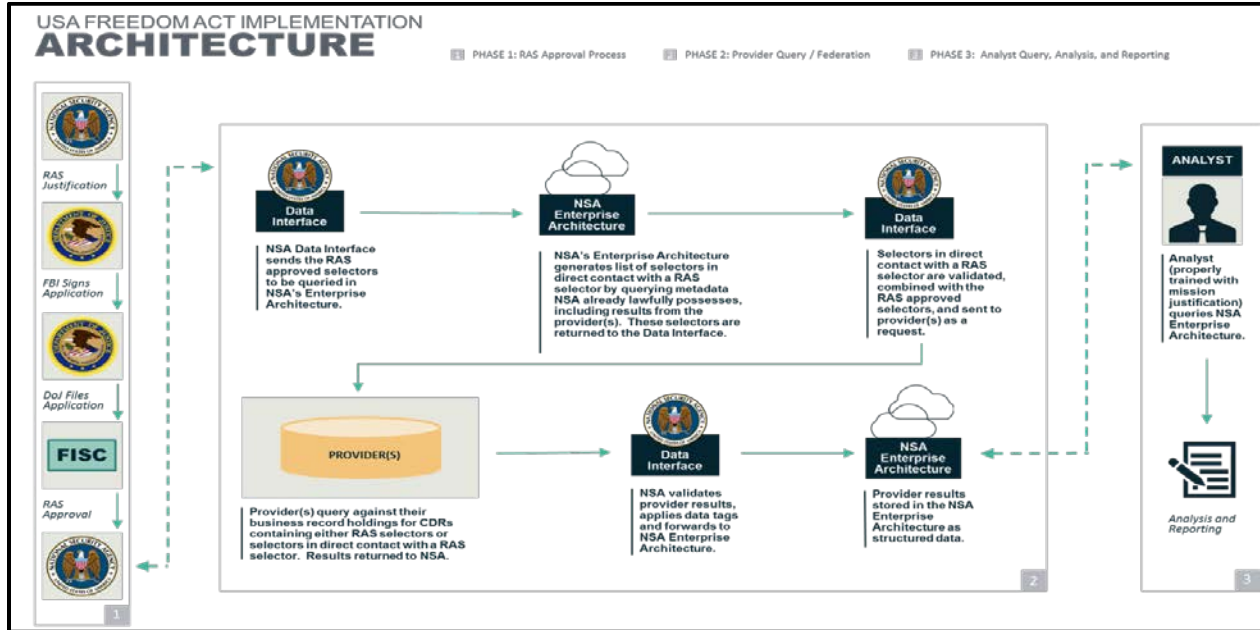 USA FREEDOM ACT IMPLEMENTATION
ARCHITECTURE
1 PHASE 1: RAS Approval Process
2 PHASE 2: Provider Query / Federation
3 PHASE 3: Analyst Query, Analysis, and Reporting
RAS
Justification
FBI Signs
Application
DoJ Files
Application
FISC
RAS
Approval
1
Data
Interface
NSA Data Interface
sends the RAS
approved selectors
to be queried in
NSA's Enterprise
Architecture.
NSA
Enterprise
Architecture
NSA's Enterprise Architecture
generates list of selectors in
direct contact with a RAS
selector by querying metadata
NSA already lawfully possesses,
including results from the
provider(s). These selectors are
returned to the Data Interface.
Data
Interface
Selectors in direct
contact with a RAS
selector are validated,
combined with the
RAS approved
selectors, and sent to
provider(s) as a
request.
PROVIDER(S)
Provider(s) query against their
business record holdings for CDRs
containing either RAS selectors or
selectors in direct contact with a RAS
selector. Results returned to NSA.
Data
Interface
NSA validates
provider results,
applies data tags
and forwards to
NSA Enterprise
Architecture.
NSA
Enterprise
Architecture
Provider results
stored in the NSA
Enterprise
Architecture as
structured data.
2
ANALYST
Analyst
(properly
trained with
mission
justification)
queries NSA
Enterprise
Architecture.
Analysis and
Reporting
3